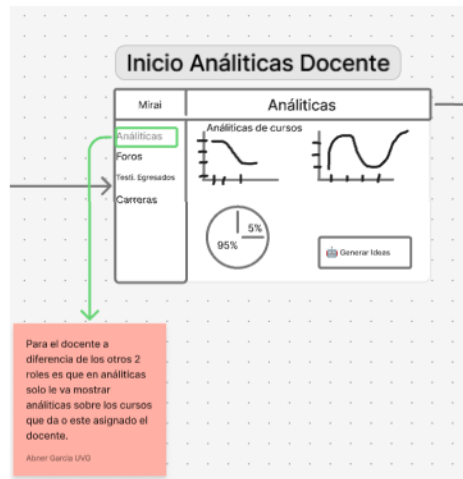 Inicio Análiticas Docente
Mirai
Análiticas
Análiticas
Foros
Testi. Egresados
Carreras
Análiticas de cursos
5%
95%
🤖 Generar Ideas
Para el docente a
diferencia de los otros 2
roles es que en análiticas
solo le va mostrar
análiticas sobre los cursos
que da o este asignado el
docente.
Abner García UVG